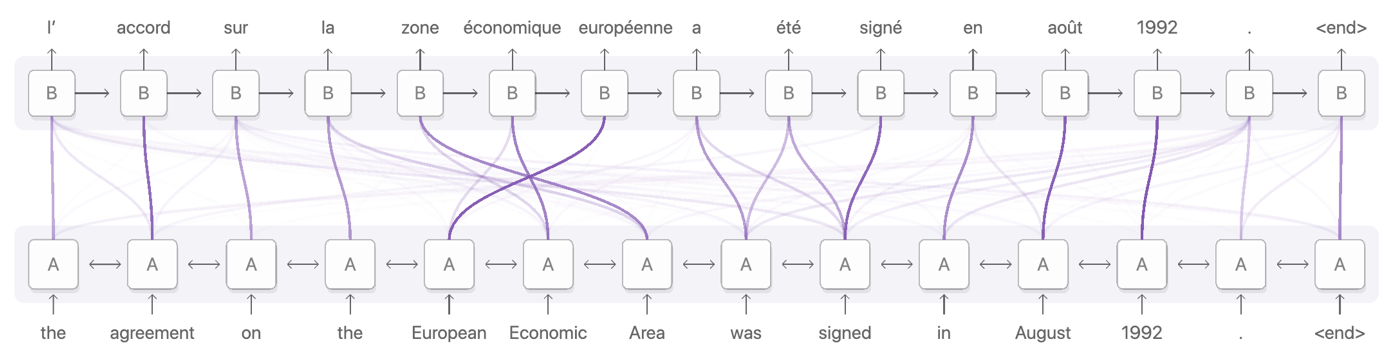 l’ accord sur la zone économique européenne a été signé en août 1992 . <end>
B B B B B B B B B B B B B B B
A A A A A A A A A A A A A A
the agreement on the European Economic Area was signed in August 1992 . <end>